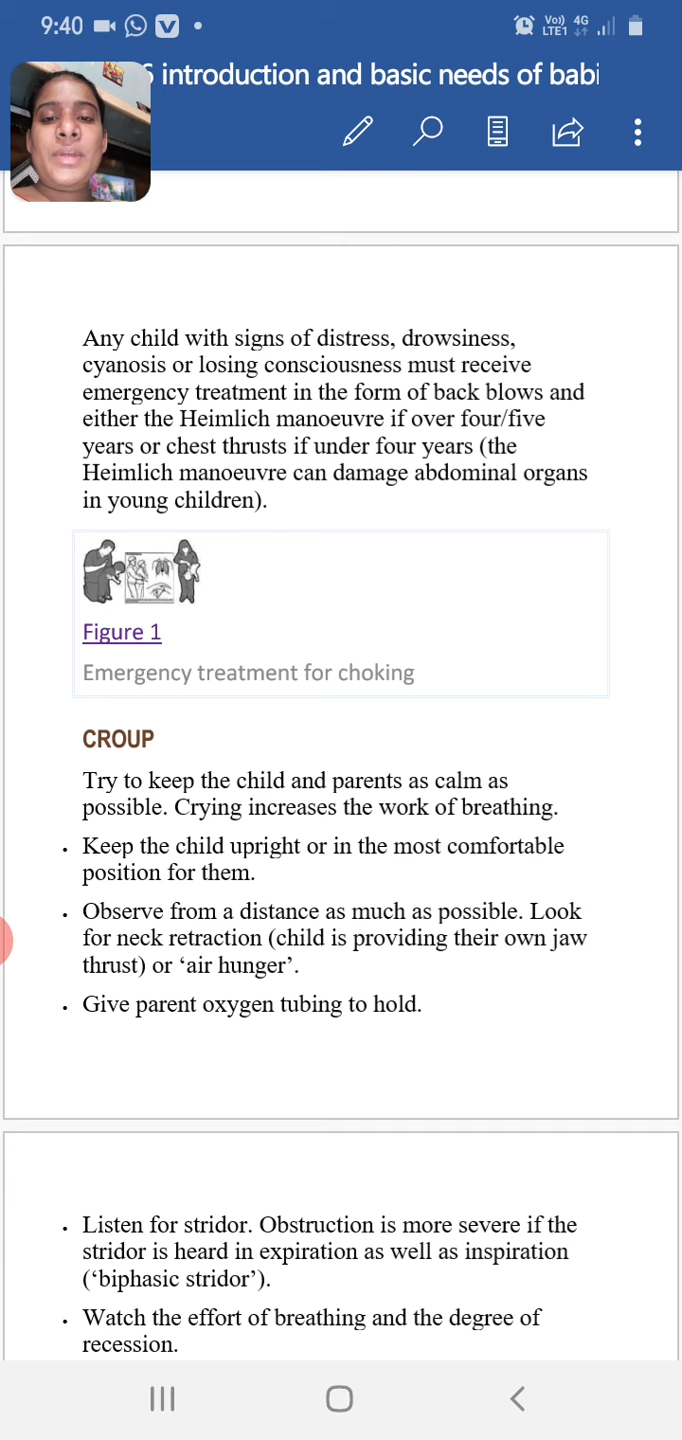 9:40
Vo)) 4G
LTE1
introduction and basic needs of babi
Any child with signs of distress, drowsiness,
cyanosis or losing consciousness must receive
emergency treatment in the form of back blows and
either the Heimlich manoeuvre if over four/five
years or chest thrusts if under four years (the
Heimlich manoeuvre can damage abdominal organs
in young children).
Figure 1
Emergency treatment for choking
CROUP
Try to keep the child and parents as calm as
possible. Crying increases the work of breathing.
• Keep the child upright or in the most comfortable
position for them.
• Observe from a distance as much as possible. Look
for neck retraction (child is providing their own jaw
thrust) or ‘air hunger’.
• Give parent oxygen tubing to hold.
• Listen for stridor. Obstruction is more severe if the
stridor is heard in expiration as well as inspiration
(‘biphasic stridor’).
• Watch the effort of breathing and the degree of
recession.